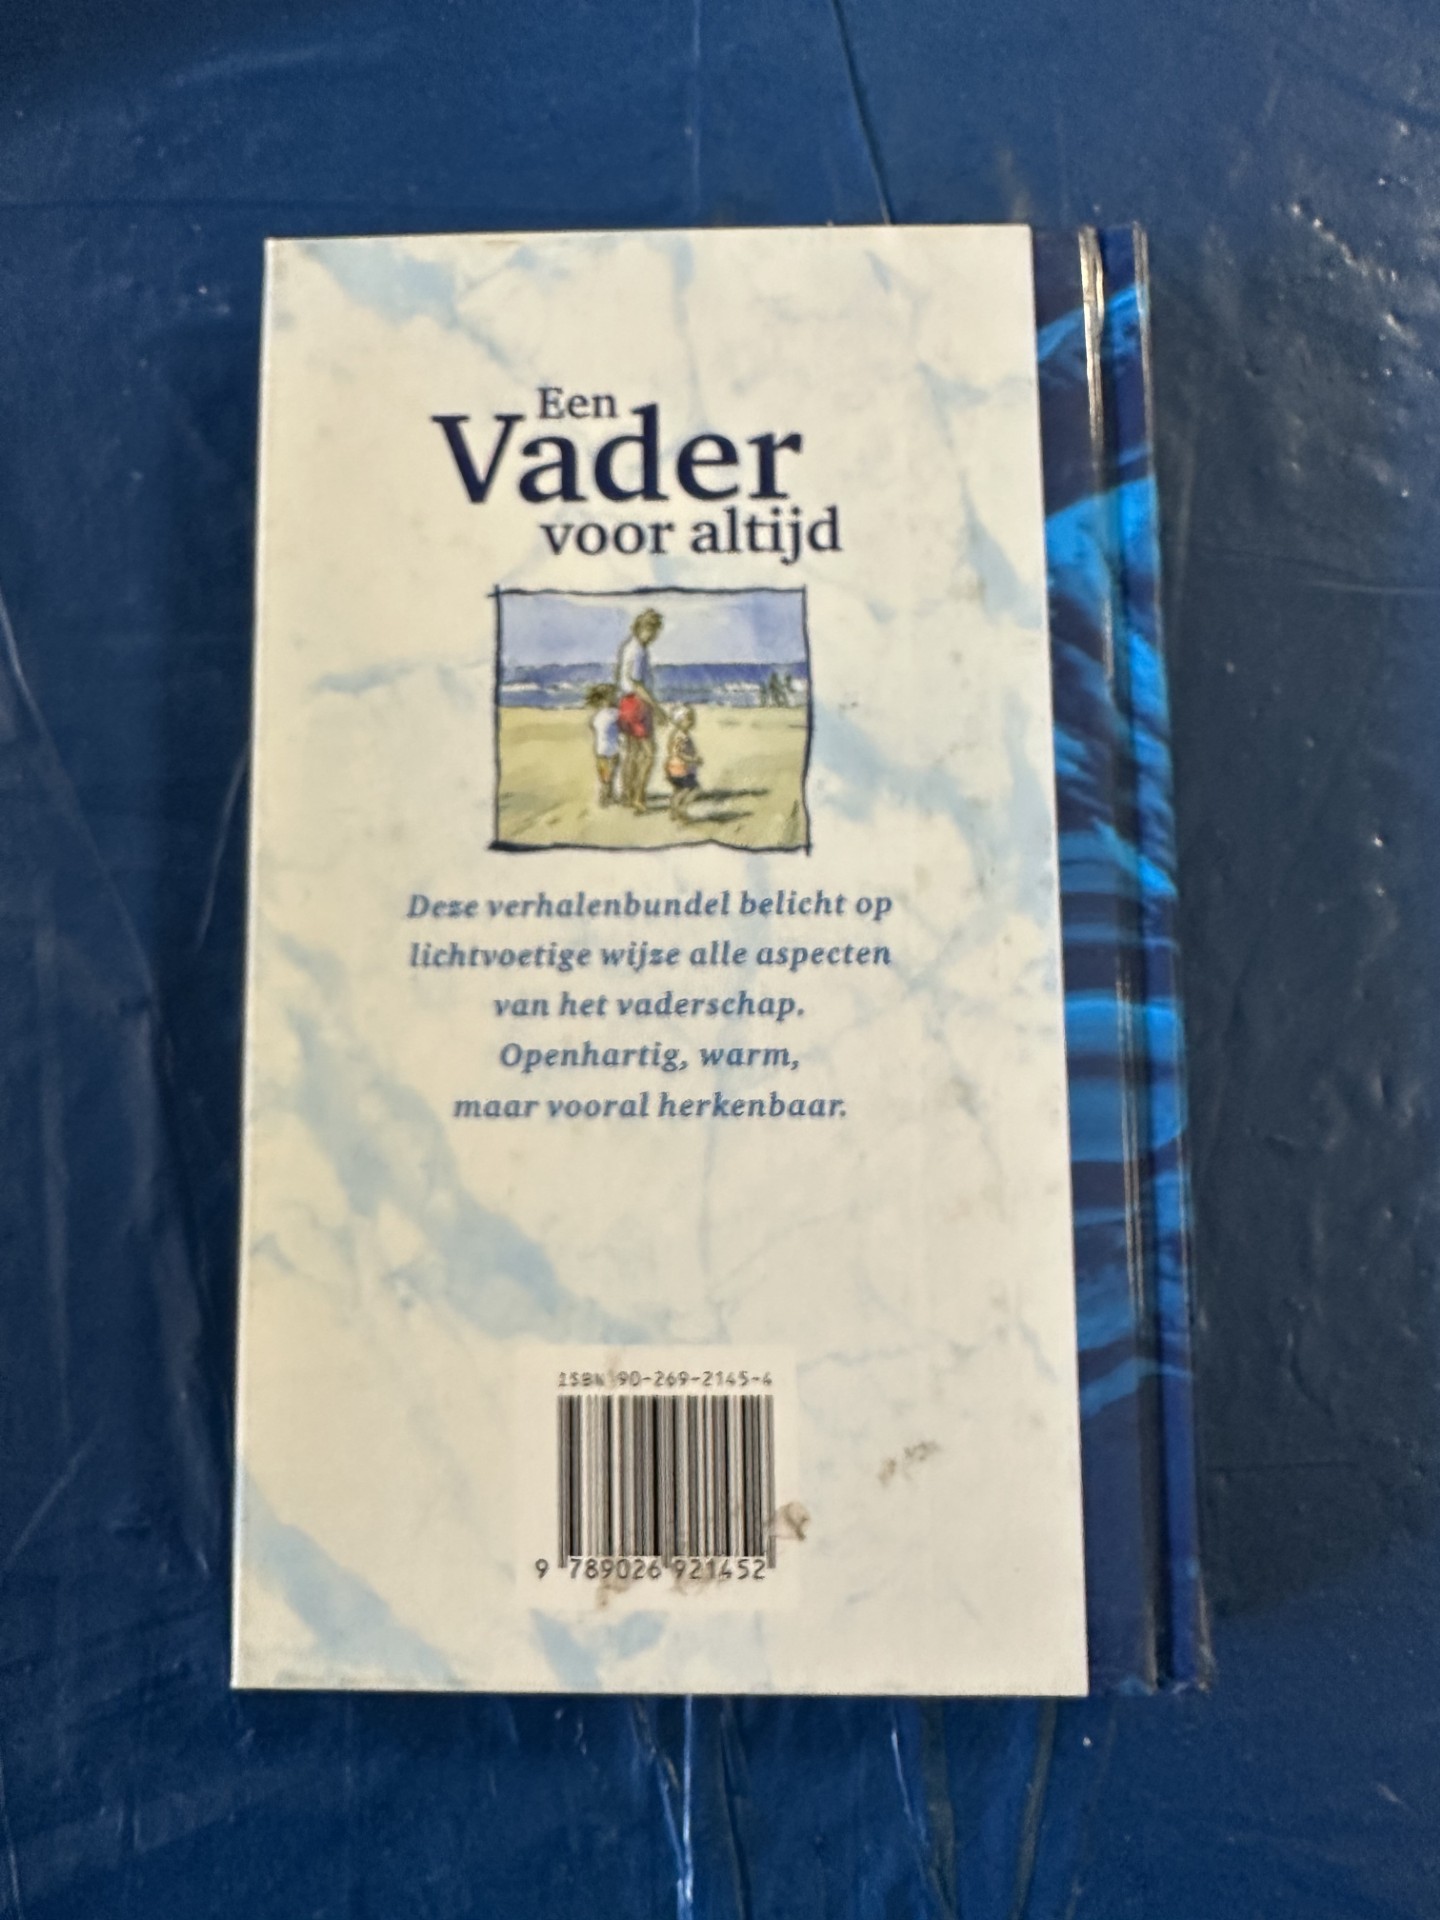 Een
Vader
voor altijd
Deze verhalenbundel belicht op
lichtvoetige wijze alle aspecten
van het vaderschap.
Openhartig, warm,
maar vooral herkenbaar.
ISBN 90-269-2145-4
9 789026 921452